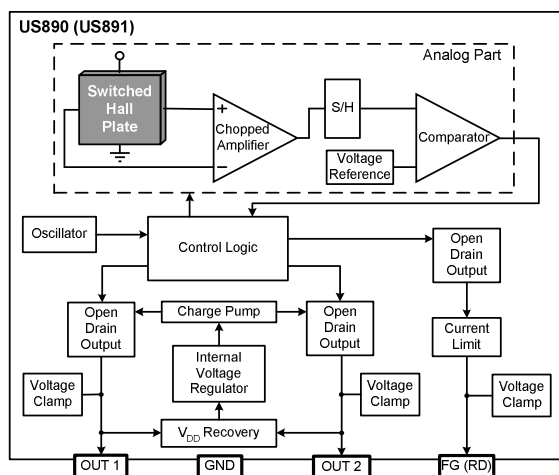 US890 (US891)
Analog Part
Switched
Hall
Plate
+
−
Chopped
Amplifier
S/H
Voltage
Reference
Comparator
Oscillator
Control Logic
Open
Drain
Output
Open
Drain
Output
Charge Pump
Open
Drain
Output
Internal
Voltage
Regulator
Current
Limit
Voltage
Clamp
Voltage
Clamp
Voltage
Clamp
VDD Recovery
OUT 1
GND
OUT 2
FG (RD)